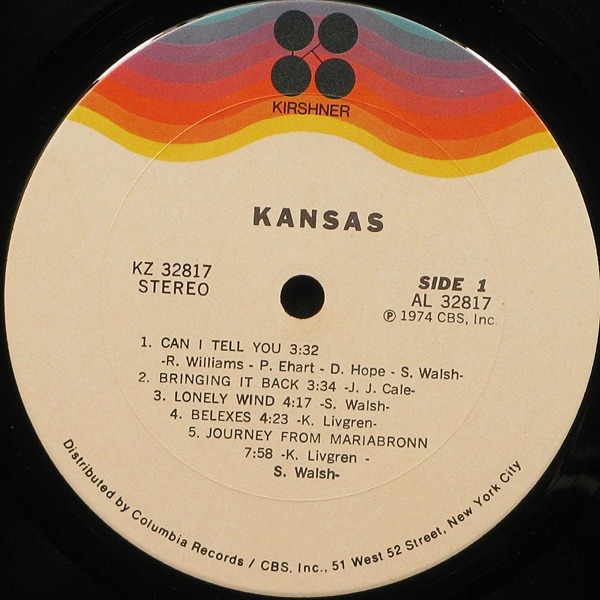 KIRSHNER
KANSAS
KZ 32817
STEREO
SIDE 1
AL 32817
Ⓟ 1974 CBS, Inc.
1. CAN I TELL YOU 3:32
-R. Williams - P. Ehart - D. Hope - S. Walsh-
2. BRINGING IT BACK 3:34 -J. J. Cale-
3. LONELY WIND 4:17 -S. Walsh-
4. BELEXES 4:23 -K. Livgren-
5. JOURNEY FROM MARIABRONN
7:58 -K. Livgren -
S. Walsh-
Distributed by Columbia Records / CBS, Inc., 51 West 52 Street, New York City